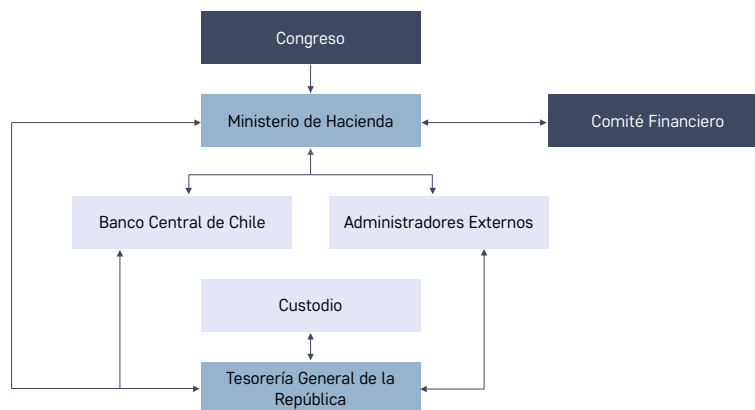 Congreso
Ministerio de Hacienda
Comité Financiero
Banco Central de Chile
Administradores Externos
Custodio
Tesorería General de la
República